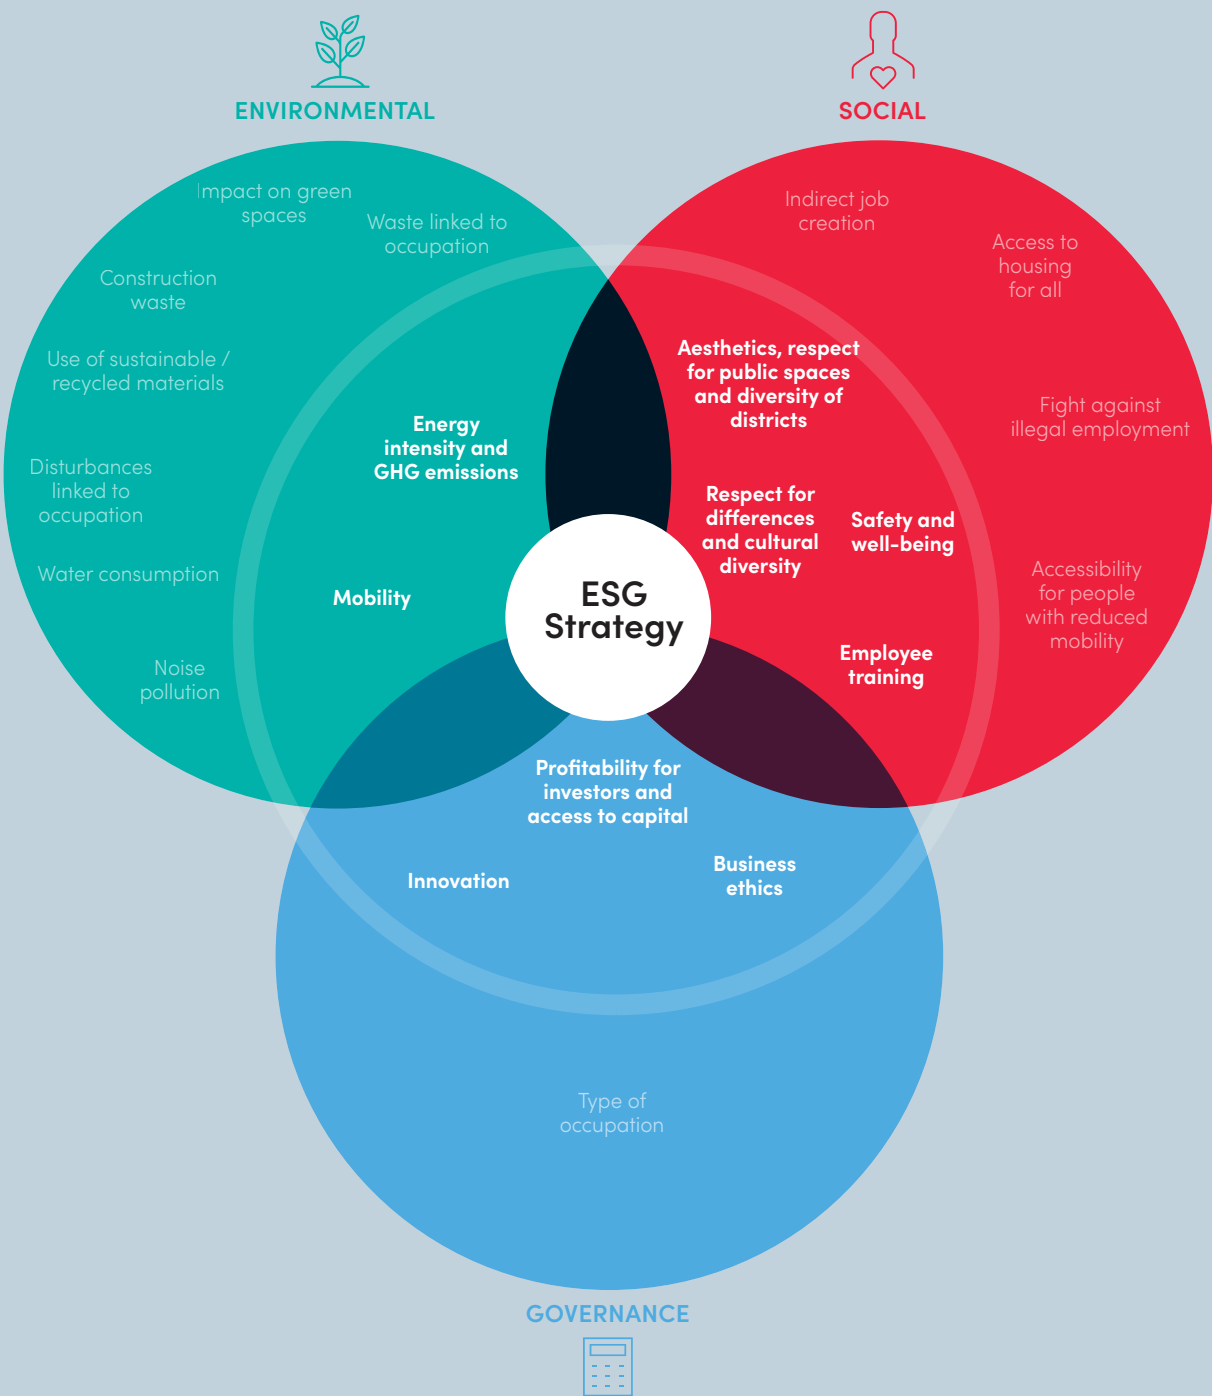 ENVIRONMENTAL
Impact on green
spaces
Waste linked to
occupation
Construction
waste
Use of sustainable /
recycled materials
Energy
intensity and
GHG emissions
Disturbances
linked to
occupation
Water consumption
Mobility
Noise
pollution
SOCIAL
Indirect job
creation
Access to
housing
for all
Aesthetics, respect
for public spaces
and diversity of
districts
Fight against
illegal employment
Respect for
differences
and cultural
diversity
Safety and
well-being
Accessibility
for people
with reduced
mobility
Employee
training
ESG
Strategy
Profitability for
investors and
access to capital
Innovation
Business
ethics
Type of
occupation
GOVERNANCE